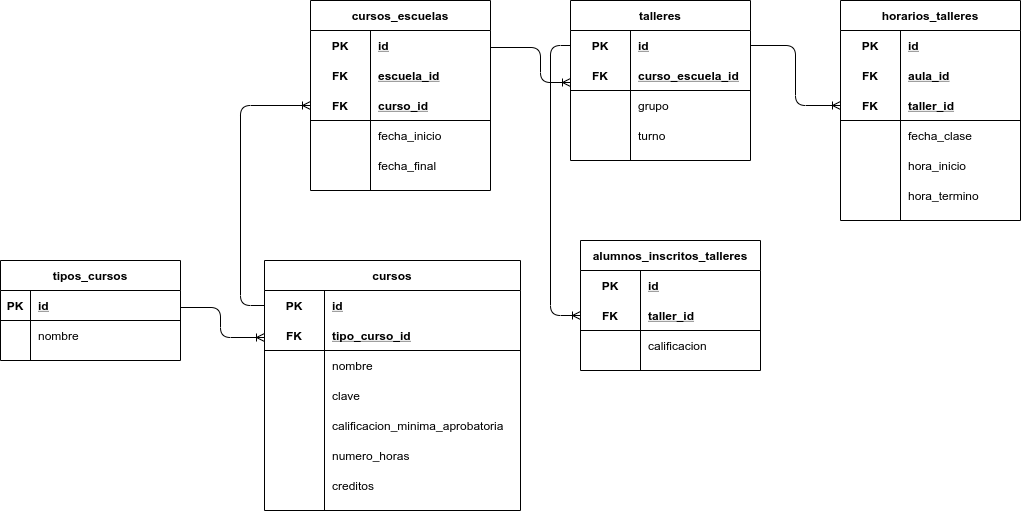 cursos_escuelas
PK id
FK escuela_id
FK curso_id
fecha_inicio
fecha_final
talleres
PK id
FK curso_escuela_id
grupo
turno
horarios_talleres
PK id
FK aula_id
FK taller_id
fecha_clase
hora_inicio
hora_termino
tipos_cursos
PK id
nombre
cursos
PK id
FK tipo_curso_id
nombre
clave
calificacion_minima_aprobatoria
numero_horas
creditos
alumnos_inscritos_talleres
PK id
FK taller_id
calificacion